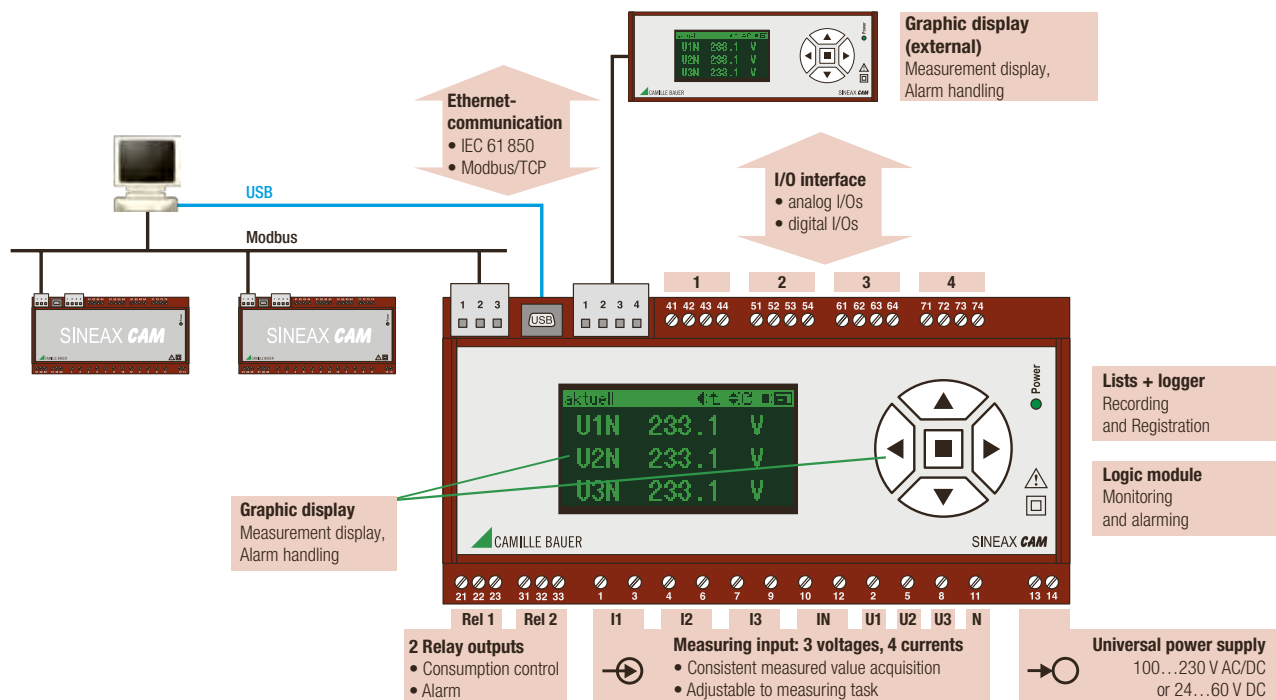 Graphic display
(external)
Measurement display,
Alarm handling
U1N 233.1 V
U2N 233.1 V
U3N 233.1 V
Power
CAMILLE BAUER
SINEAX CAM
Ethernet-
communication
• IEC 61 850
• Modbus/TCP
I/O interface
• analog I/Os
• digital I/Os
USB
Modbus
SINEAX CAM
CAMILLE BAUER
SINEAX CAM
CAMILLE BAUER
1 2 3 4
1 2 3
USB
1 2 3 4
41 42 43 44 51 52 53 54 61 62 63 64 71 72 73 74
aktuell
U1N 233.1 V
U2N 233.1 V
U3N 233.1 V
Power
CAMILLE BAUER
SINEAX CAM
Lists + logger
Recording
and Registration
Logic module
Monitoring
and alarming
Graphic display
Measurement display,
Alarm handling
21 22 23 31 32 33 1 3 4 6 7 9 10 12 2 5 8 11 13 14
Rel 1 Rel 2 I1 I2 I3 IN U1 U2 U3 N
2 Relay outputs
• Consumption control
• Alarm
Measuring input: 3 voltages, 4 currents
• Consistent measured value acquisition
• Adjustable to measuring task
Universal power supply
100…230 V AC/DC
or 24…60 V DC